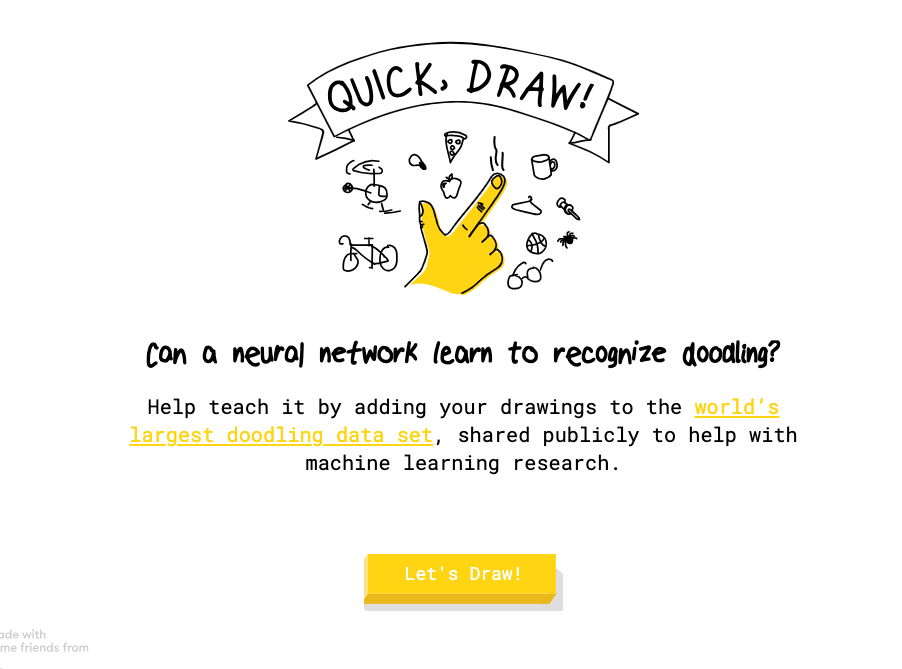 QUICK, DRAW!
Can a neural network learn to recognize doodling?
Help teach it by adding your drawings to the world’s
largest doodling data set, shared publicly to help with
machine learning research.
Let's Draw!
ade with
me friends from